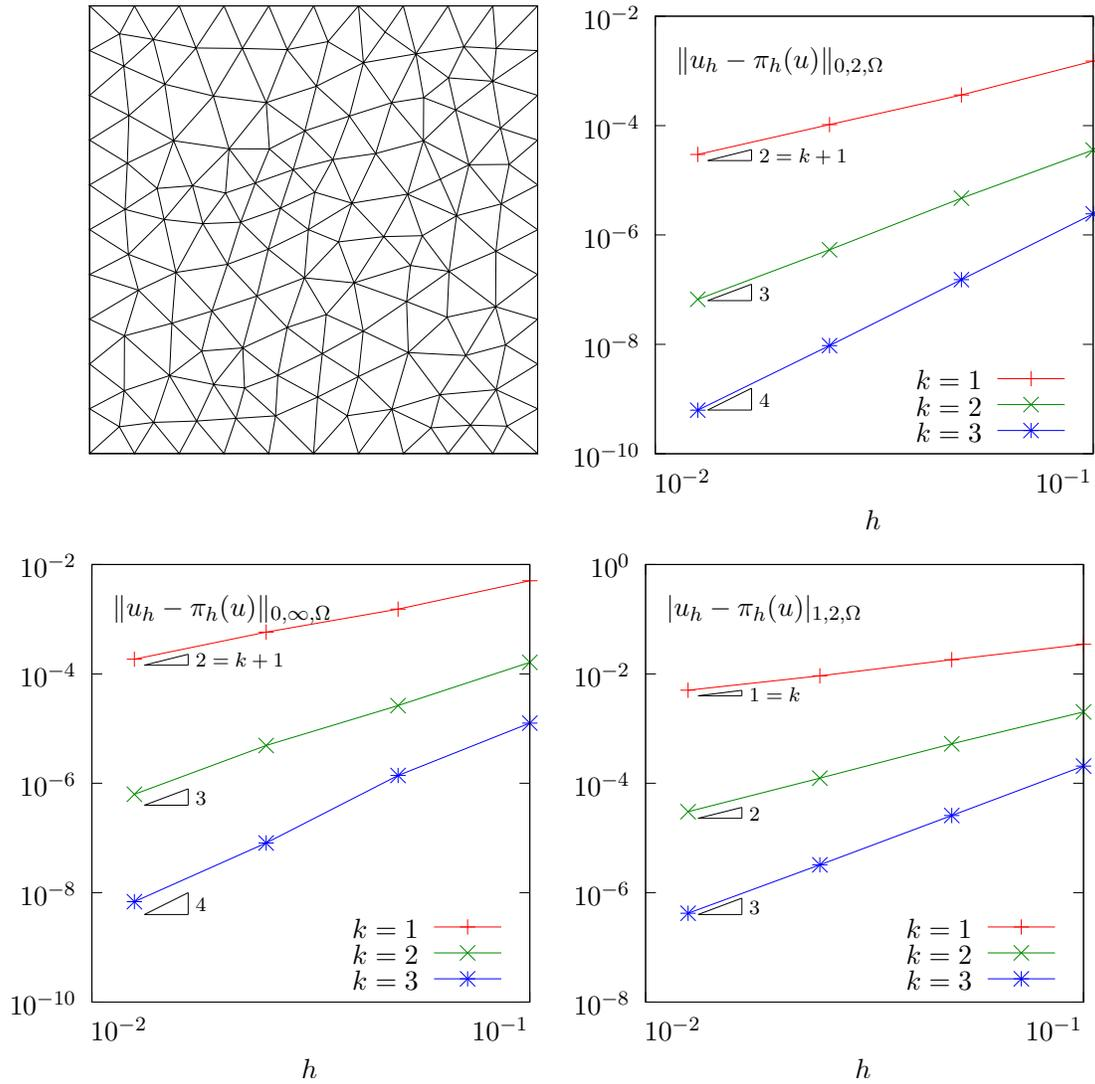 10^{-2}
‖u_h − π_h(u)‖_{0,2,Ω}
10^{-4}
2 = k + 1
10^{-6}
3
10^{-8}
4
k = 1
k = 2
k = 3
10^{-10}
10^{-2} 10^{-1}
h
10^{-2}
‖u_h − π_h(u)‖_{0,∞,Ω}
2 = k + 1
10^{-4}
10^{-6}
3
10^{-8}
4
k = 1
k = 2
k = 3
10^{-10}
10^{-2} 10^{-1}
h
10^{0}
|u_h − π_h(u)|_{1,2,Ω}
10^{-2}
1 = k
10^{-4}
2
10^{-6}
3
k = 1
k = 2
k = 3
10^{-8}
10^{-2} 10^{-1}
h